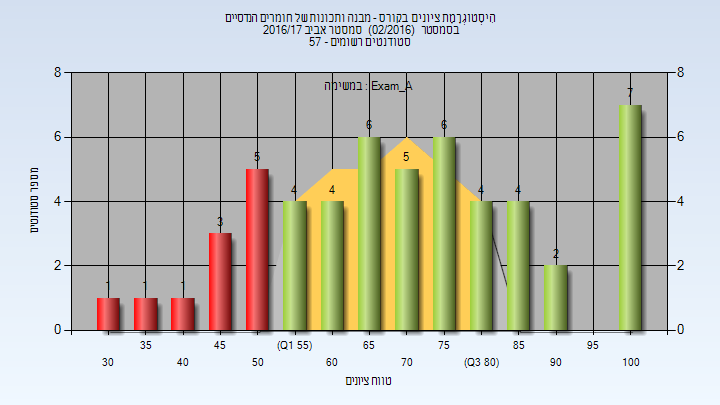 היסטוגרמת ציונים בקורס - מבנה ותכונות של חומרים הנדסיים
בסמסטר (02/2016) סמסטר אביב 2016/17
סטודנטים רשומים - 57
במשימה : Exam_A
8 8
7
6 6 6 6
5 5
4 4 4 4 4 4
3
2 2 2
1 1 1
0 0
מספר סטודנטים
35 45 (Q1 55) 65 75 85 95
30 40 50 60 70 (Q3 80) 90 100
טווח ציונים